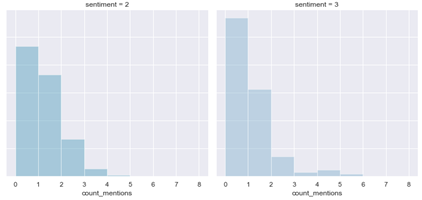 sentiment = 2
sentiment = 3
0 1 2 3 4 5 6 7 8
0 1 2 3 4 5 6 7 8
count_mentions
count_mentions